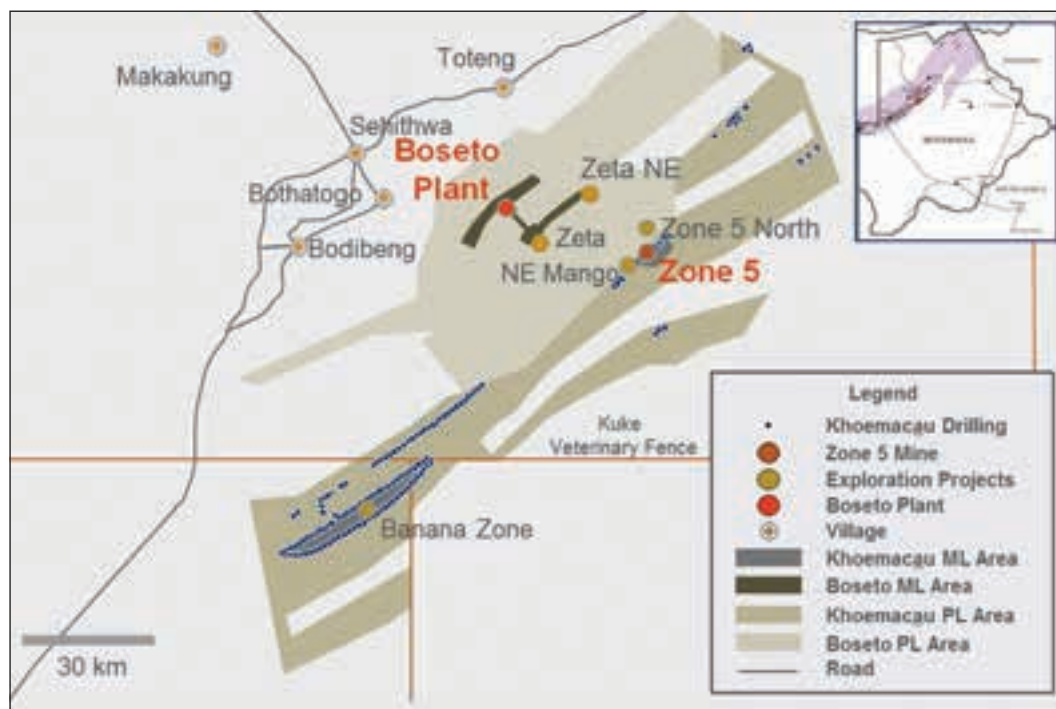 Makakung
Toteng
Sehithwa
Boseto
Plant
Bothatogo
Bodibeng
Zeta NE
Zeta
Zone 5 North
NE Mango
Zone 5
Kuke
Veterinary Fence
Banana Zone
30 km
Legend
Khoemacau Drilling
Zone 5 Mine
Exploration Projects
Boseto Plant
Village
Khoemacau ML Area
Boseto ML Area
Khoemacau PL Area
Boseto PL Area
Road